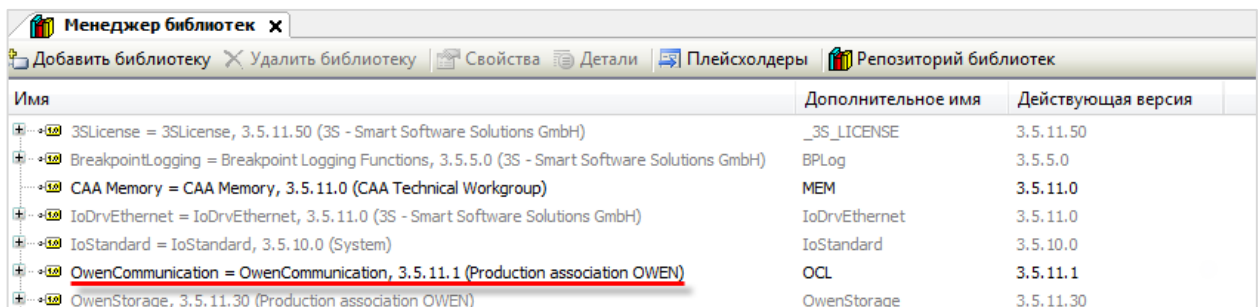 Менеджер библиотек
Добавить библиотеку Удалить библиотеку Свойства Детали Плейсхолдеры Репозиторий библиотек
Имя Дополнительное имя Действующая версия
3SLicense = 3SLicense, 3.5.11.50 (3S - Smart Software Solutions GmbH) _3S_LICENSE 3.5.11.50
BreakpointLogging = Breakpoint Logging Functions, 3.5.5.0 (3S - Smart Software Solutions GmbH) BPLog 3.5.5.0
CAA Memory = CAA Memory, 3.5.11.0 (CAA Technical Workgroup) MEM 3.5.11.0
IoDrvEthernet = IoDrvEthernet, 3.5.11.0 (3S - Smart Software Solutions GmbH) IoDrvEthernet 3.5.11.0
IoStandard = IoStandard, 3.5.10.0 (System) IoStandard 3.5.10.0
OwenCommunication = OwenCommunication, 3.5.11.1 (Production association OWEN) OCL 3.5.11.1
OwenStorage, 3.5.11.30 (Production association OWEN) OwenStorage 3.5.11.30